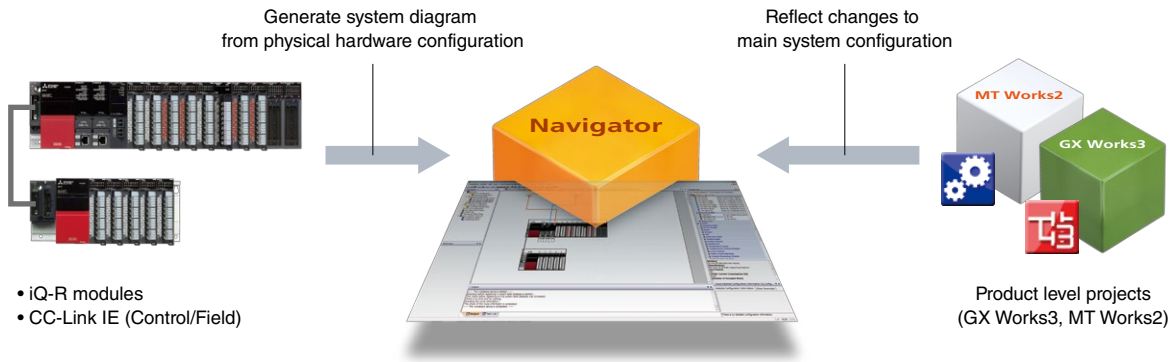 Generate system diagram
from physical hardware configuration
Reflect changes to
main system configuration
Navigator
MT Works2
GX Works3
• iQ-R modules
• CC-Link IE (Control/Field)
Product level projects
(GX Works3, MT Works2)